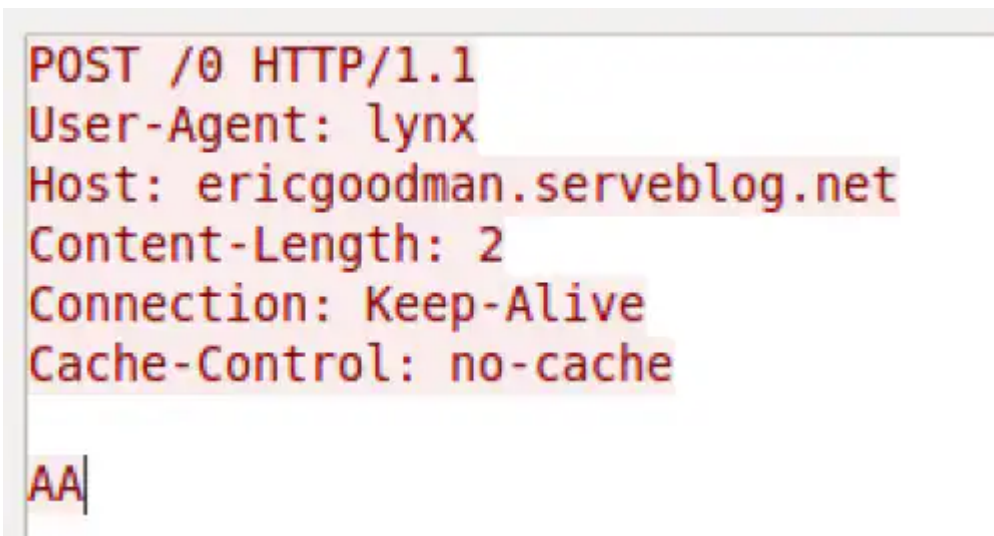 POST /0 HTTP/1.1
User-Agent: lynx
Host: ericgoodman.serveblog.net
Content-Length: 2
Connection: Keep-Alive
Cache-Control: no-cache
AA